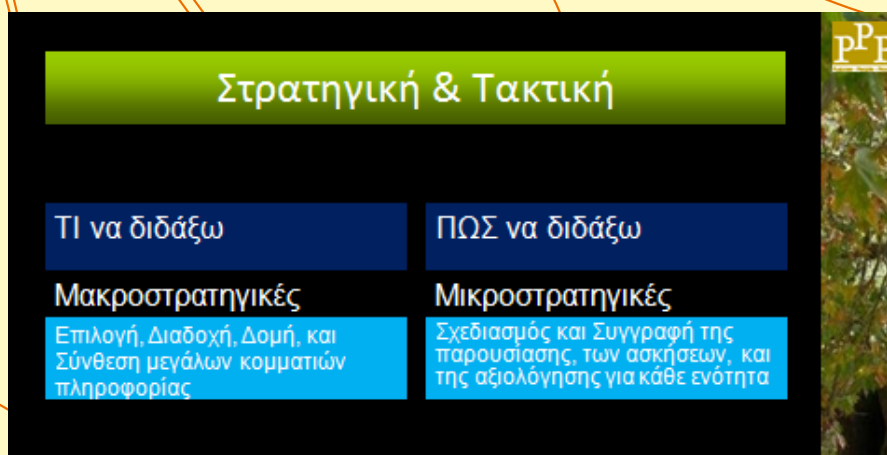 Στρατηγική & Τακτική
ΤΙ να διδάξω
ΠΩΣ να διδάξω
Μακροστρατηγικές
Μικροστρατηγικές
Επιλογή, Διαδοχή, Δομή, και
Σύνθεση μεγάλων κομματιών
πληροφορίας
Σχεδιασμός και Συγγραφή της
παρουσίασης, των ασκήσεων, και
της αξιολόγησης για κάθε ενότητα